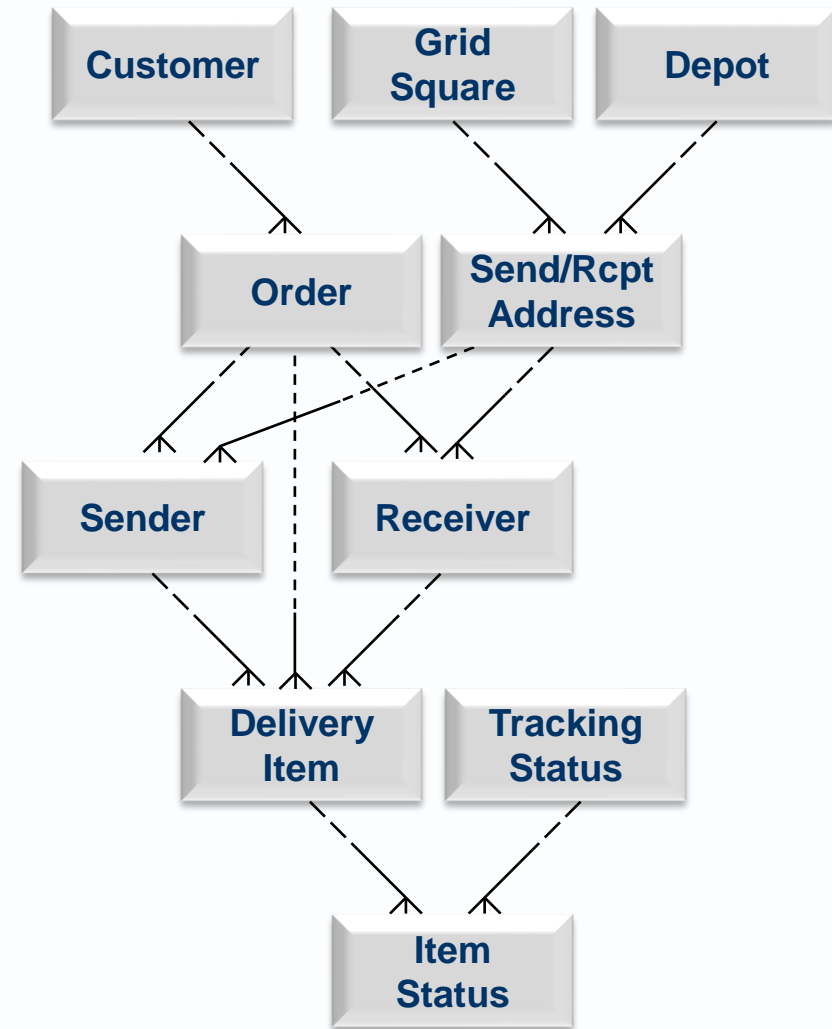 Customer
Grid
Square
Depot
Order
Send/Rcpt
Address
Sender
Receiver
Delivery
Item
Tracking
Status
Item
Status